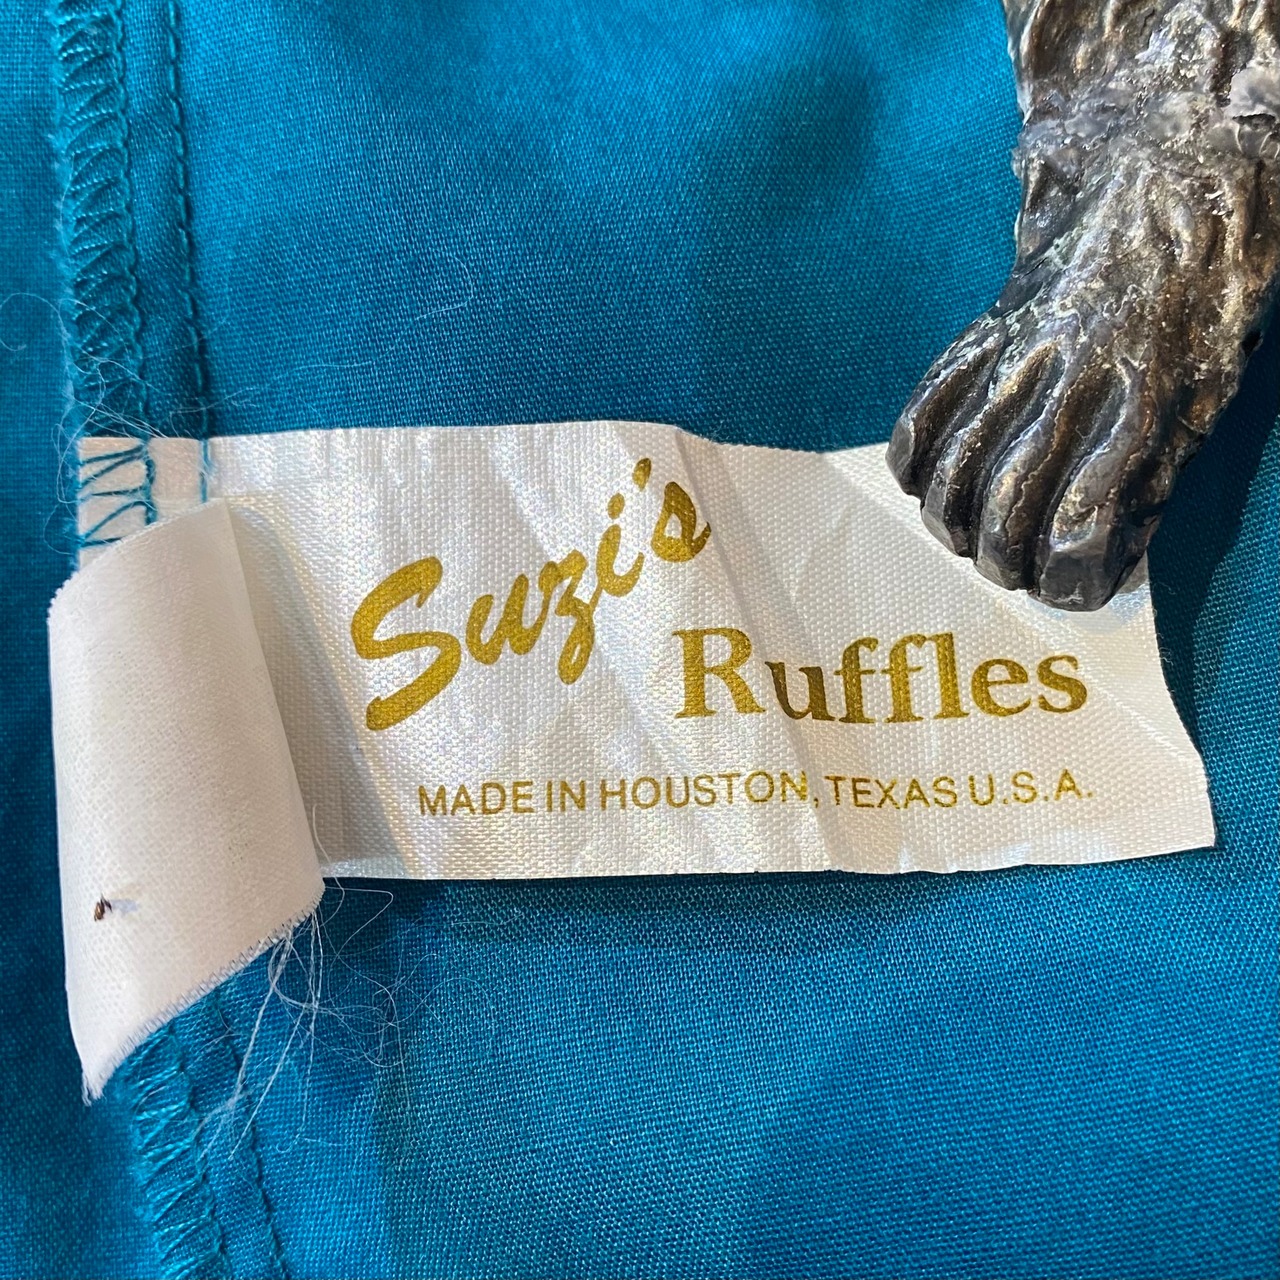 Suzi's
Ruffles
MADE IN HOUSTON, TEXAS U.S.A.